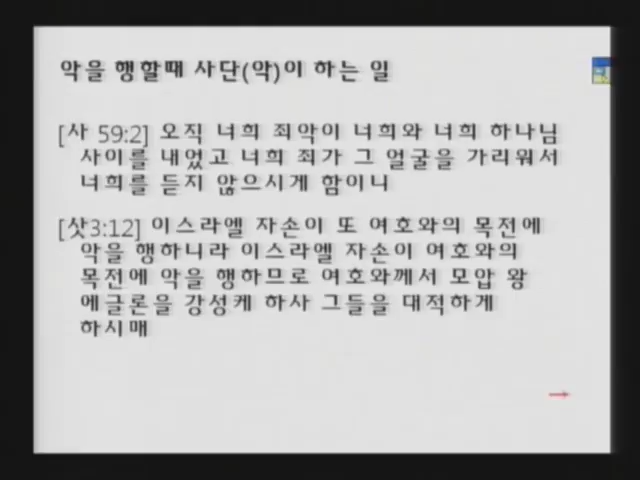 악을 행할때 사단(악)이 하는 일
[사 59:2] 오직 너희 죄악이 너희와 너희 하나님
사이를 내었고 너희 죄가 그 얼굴을 가리워서
너희를 듣지 않으시게 함이니
[삿3:12] 이스라엘 자손이 또 여호와의 목전에
악을 행하니라 이스라엘 자손이 여호와의
목전에 악을 행하므로 여호와께서 모압 왕
에글론을 강성케 하사 그들을 대적하게
하시매